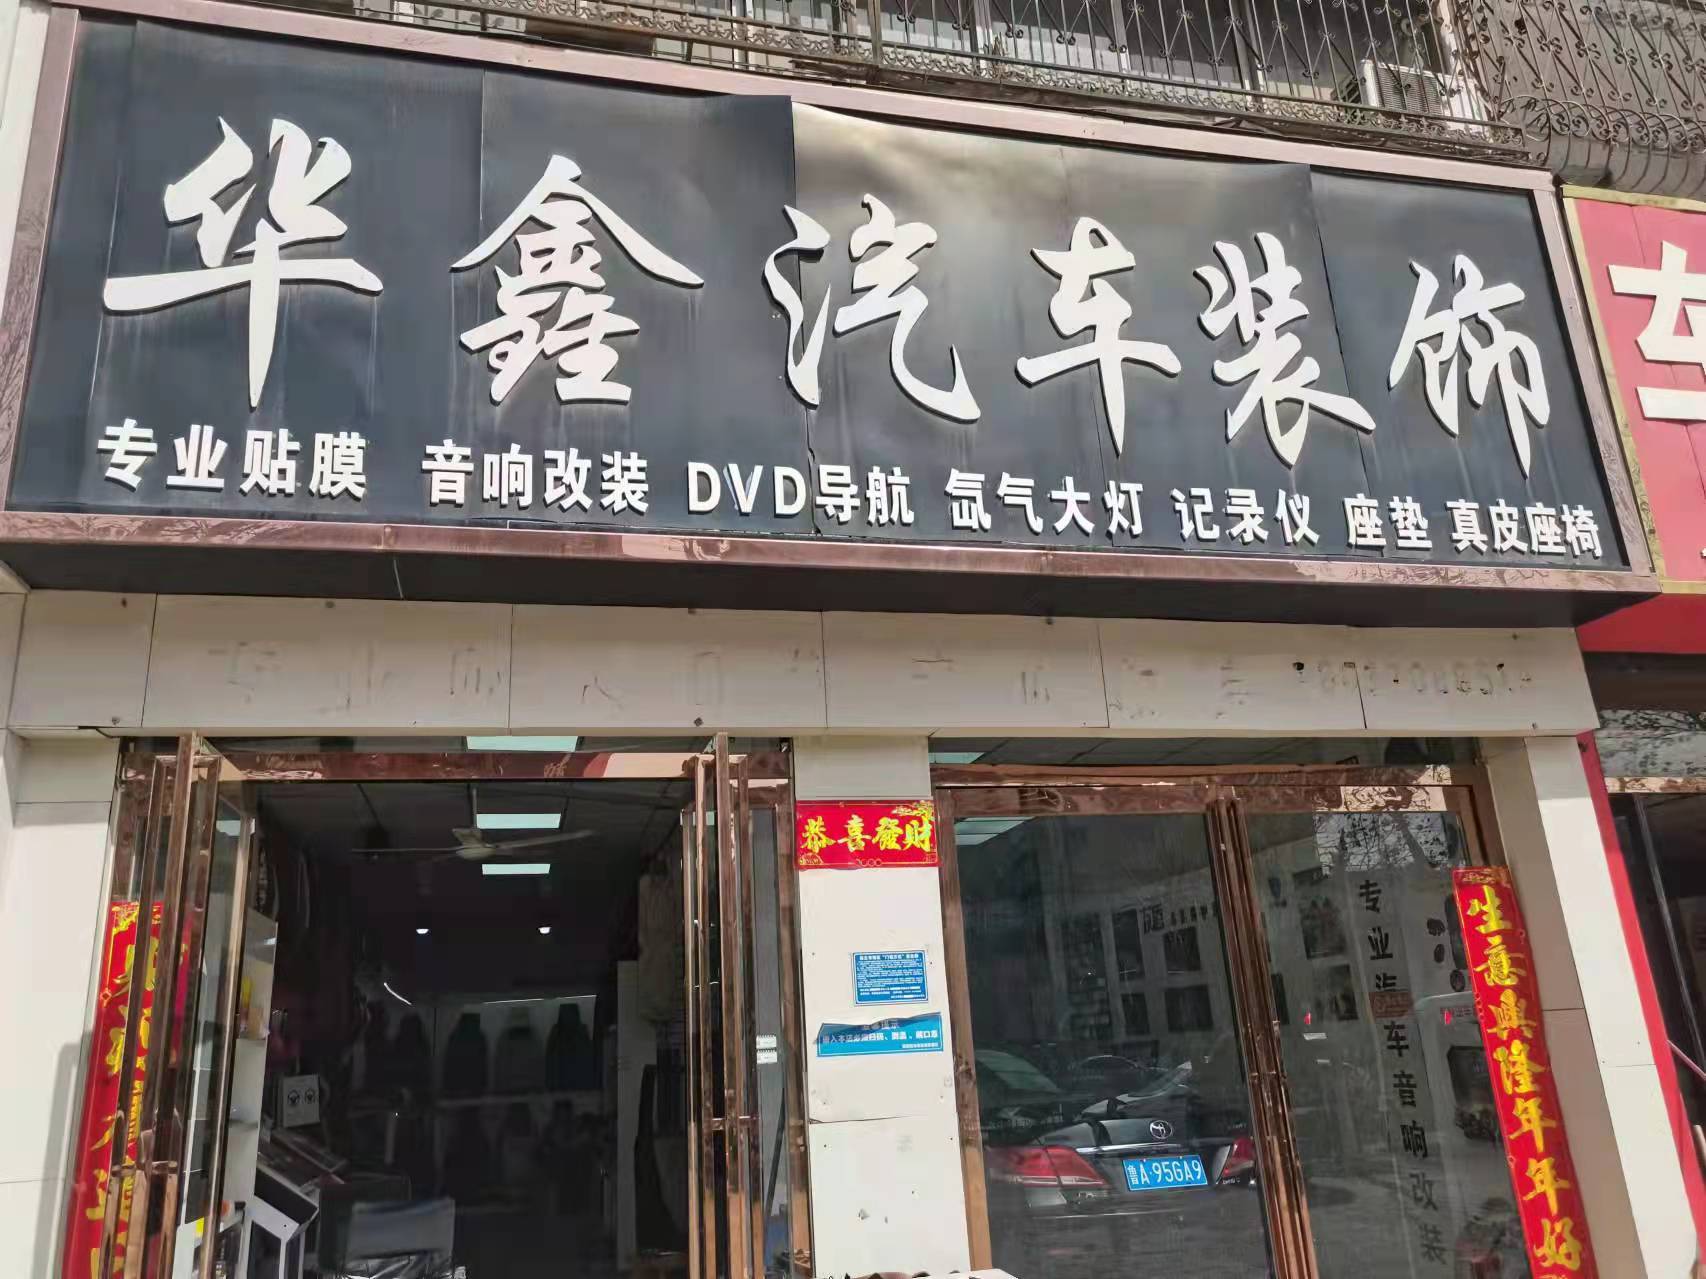 华鑫汽车装饰
专业贴膜 音响改装 DVD导航 氙气大灯 记录仪 座垫 真皮座椅
车
恭喜發财
生意興隆年年好
专业汽车音响改装
鲁A·95GA9